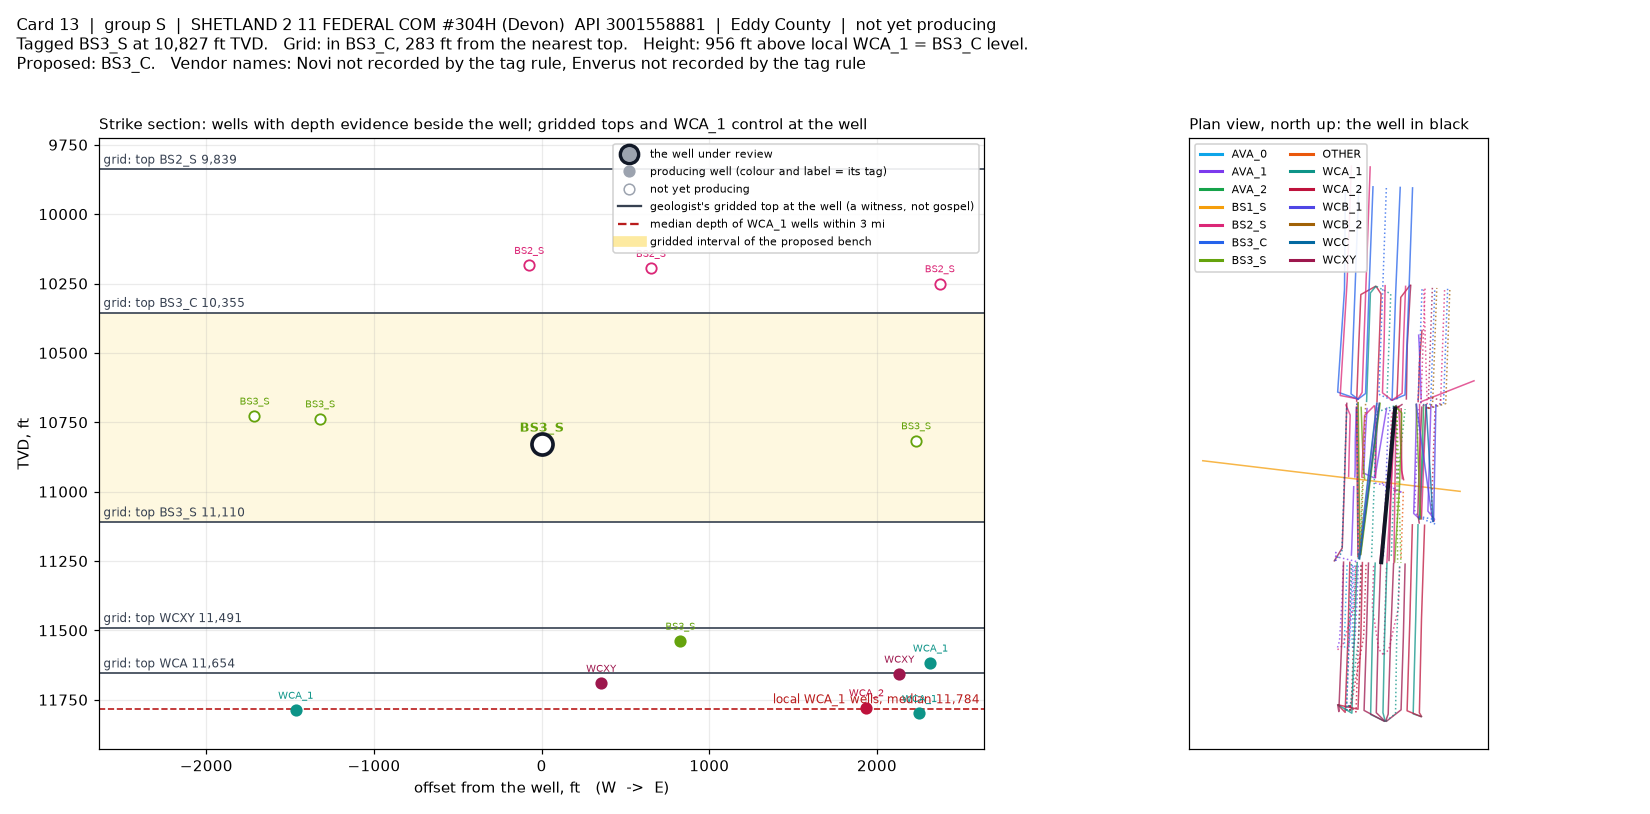 Card 13  |  group S  |  SHETLAND 2 11 FEDERAL COM #304H (Devon)  API 3001558881  |  Eddy County  |  not yet producing
Tagged BS3_S at 10,827 ft TVD.   Grid: in BS3_C, 283 ft from the nearest top.   Height: 956 ft above local WCA_1 = BS3_C level.
Proposed: BS3_C.   Vendor names: Novi not recorded by the tag rule, Enverus not recorded by the tag rule
Strike section: wells with depth evidence beside the well; gridded tops and WCA_1 control at the well
the well under review
producing well (colour and label = its tag)
not yet producing
geologist's gridded top at the well (a witness, not gospel)
median depth of WCA_1 wells within 3 mi
gridded interval of the proposed bench
grid: top BS2_S 9,839
BS2_S
BS2_S
BS2_S
grid: top BS3_C 10,355
BS3_S
BS3_S
BS3_S
BS3_S
grid: top BS3_S 11,110
grid: top WCXY 11,491
BS3_S
WCA_1
WCXY
WCXY
grid: top WCA 11,654
WCA_1
WCA_2
local WCA_1 wells, median 11,784
9750
10000
10250
10500
10750
11000
11250
11500
11750
TVD, ft
−2000
−1000
0
1000
2000
offset from the well, ft   (W  ->  E)
Plan view, north up: the well in black
AVA_0
AVA_1
AVA_2
BS1_S
BS2_S
BS3_C
BS3_S
OTHER
WCA_1
WCA_2
WCB_1
WCB_2
WCC
WCXY